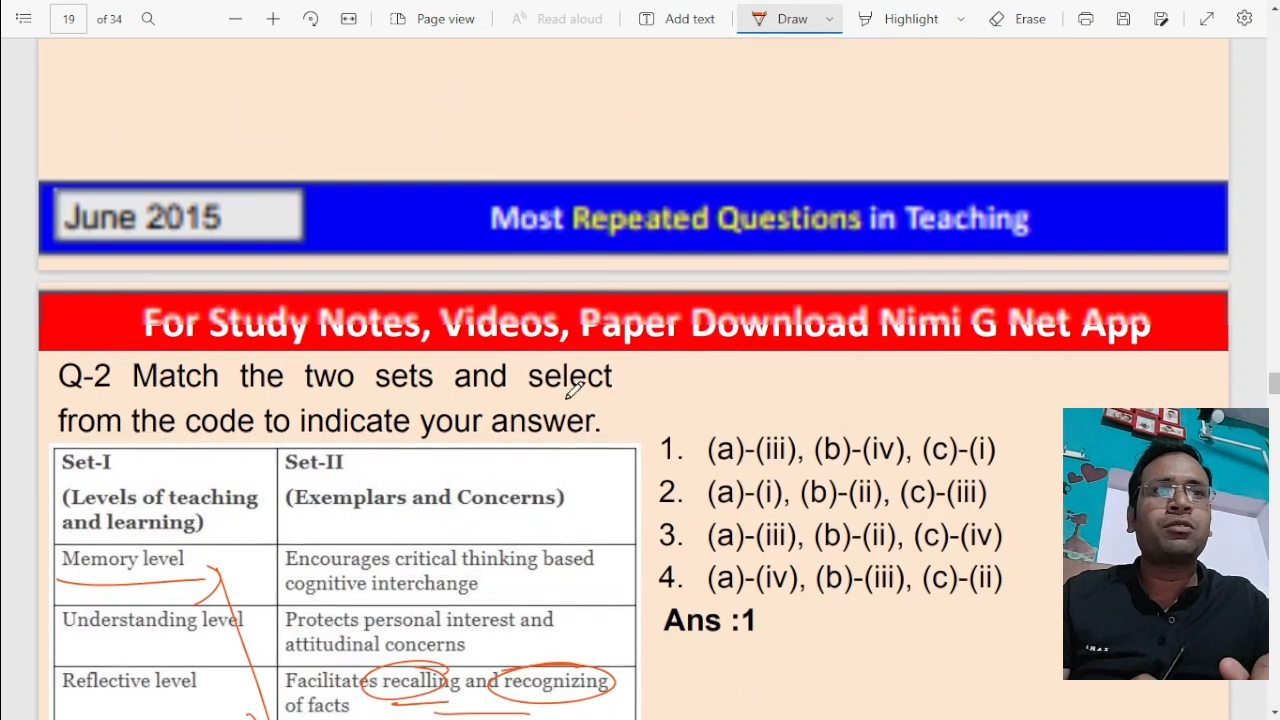 19 of 34 Page view Read aloud Add text Draw Highlight Erase
June 2015 Most Repeated Questions in Teaching
For Study Notes, Videos, Paper Download Nimi G Net App
Q-2 Match the two sets and select
from the code to indicate your answer.
Set-I
(Levels of teaching
and learning)
Set-II
(Exemplars and Concerns)
Memory level
Encourages critical thinking based
cognitive interchange
Understanding level
Protects personal interest and
attitudinal concerns
Reflective level
Facilitates recalling and recognizing
of facts
1. (a)-(iii), (b)-(iv), (c)-(i)
2. (a)-(i), (b)-(ii), (c)-(iii)
3. (a)-(iii), (b)-(ii), (c)-(iv)
4. (a)-(iv), (b)-(iii), (c)-(ii)
Ans :1